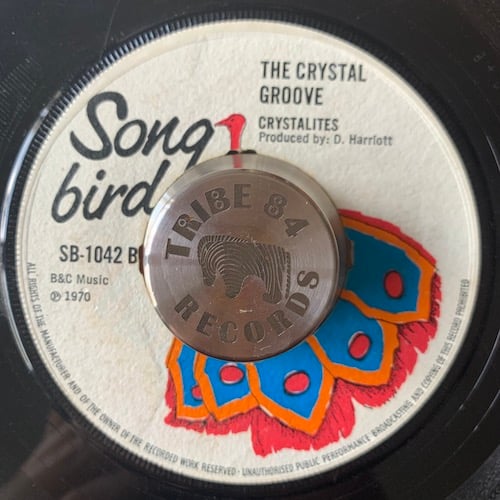 THE CRYSTAL
GROOVE
CRYSTALITES
Produced by: D. Harriott
Song
bird
SB-1042 B
B&C Music
℗ 1970
TRIBE 84
RECORDS
ALL RIGHTS OF THE MANUFACTURER AND OF THE OWNER OF THE RECORDED WORK RESERVED · UNAUTHORISED PUBLIC PERFORMANCE BROADCASTING AND COPYING OF THIS RECORD PROHIBITED